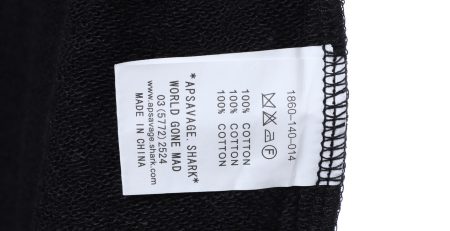 1860-140-014
100% COTTON
100% COTTON
100% COTTON
*APSAVAGE. SHARK*
WORLD GONE MAD
03 (5772) 2524
www.apsavage.shark.com
MADE IN CHINA